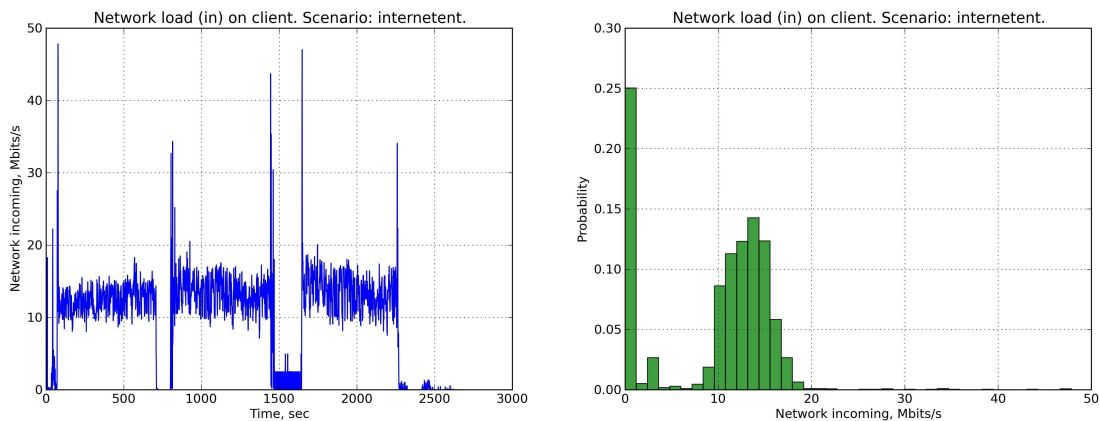 Network load (in) on client. Scenario: internetent.
50
40
30
20
10
0
Network incoming, Mbits/s
0 500 1000 1500 2000 2500 3000
Time, sec
Network load (in) on client. Scenario: internetent.
0.30
0.25
0.20
0.15
0.10
0.05
0.00
Probability
0 10 20 30 40 50
Network incoming, Mbits/s